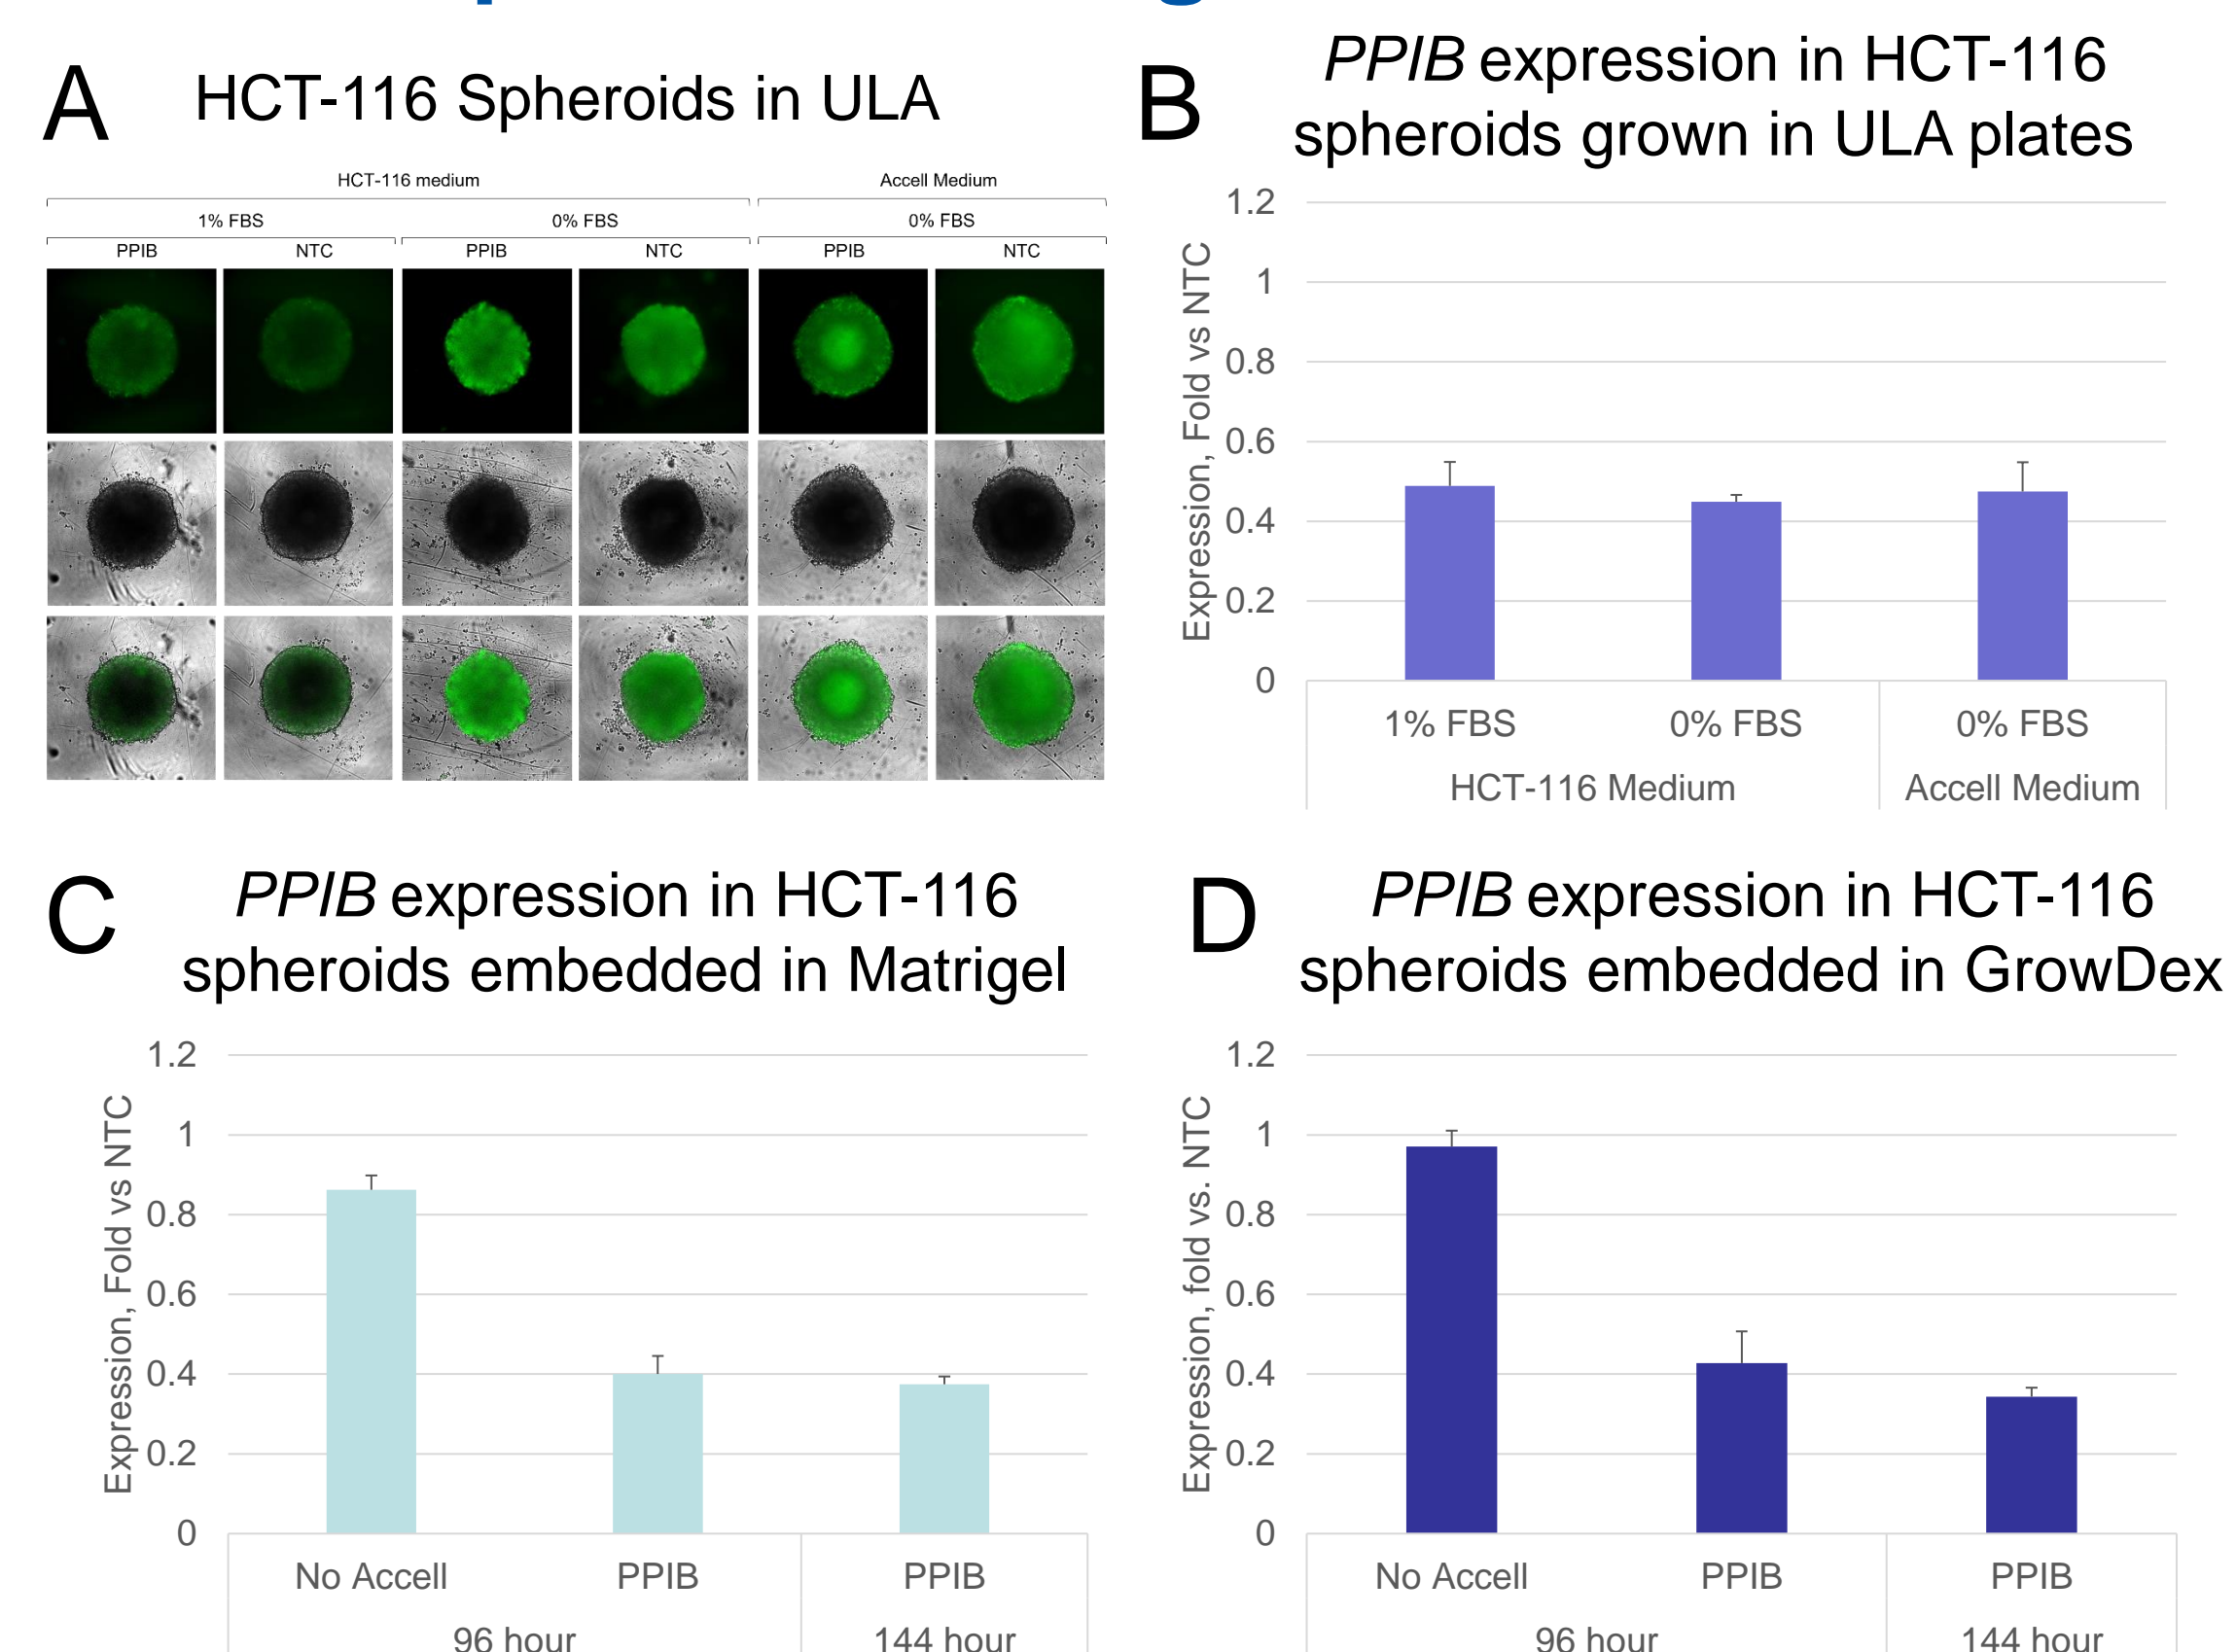 A
HCT-116 Spheroids in ULA
HCT-116 medium
Accell Medium
1% FBS
0% FBS
0% FBS
PPIB
NTC
PPIB
NTC
PPIB
NTC
B
PPIB expression in HCT-116
spheroids grown in ULA plates
Expression, Fold vs NTC
1.2
1
0.8
0.6
0.4
0.2
0
1% FBS
0% FBS
0% FBS
HCT-116 Medium
Accell Medium
C
PPIB expression in HCT-116
spheroids embedded in Matrigel
Expression, Fold vs NTC
1.2
1
0.8
0.6
0.4
0.2
0
No Accell
PPIB
PPIB
96 hour
144 hour
D
PPIB expression in HCT-116
spheroids embedded in GrowDex
Expression, fold vs. NTC
1.2
1
0.8
0.6
0.4
0.2
0
No Accell
PPIB
PPIB
96 hour
144 hour